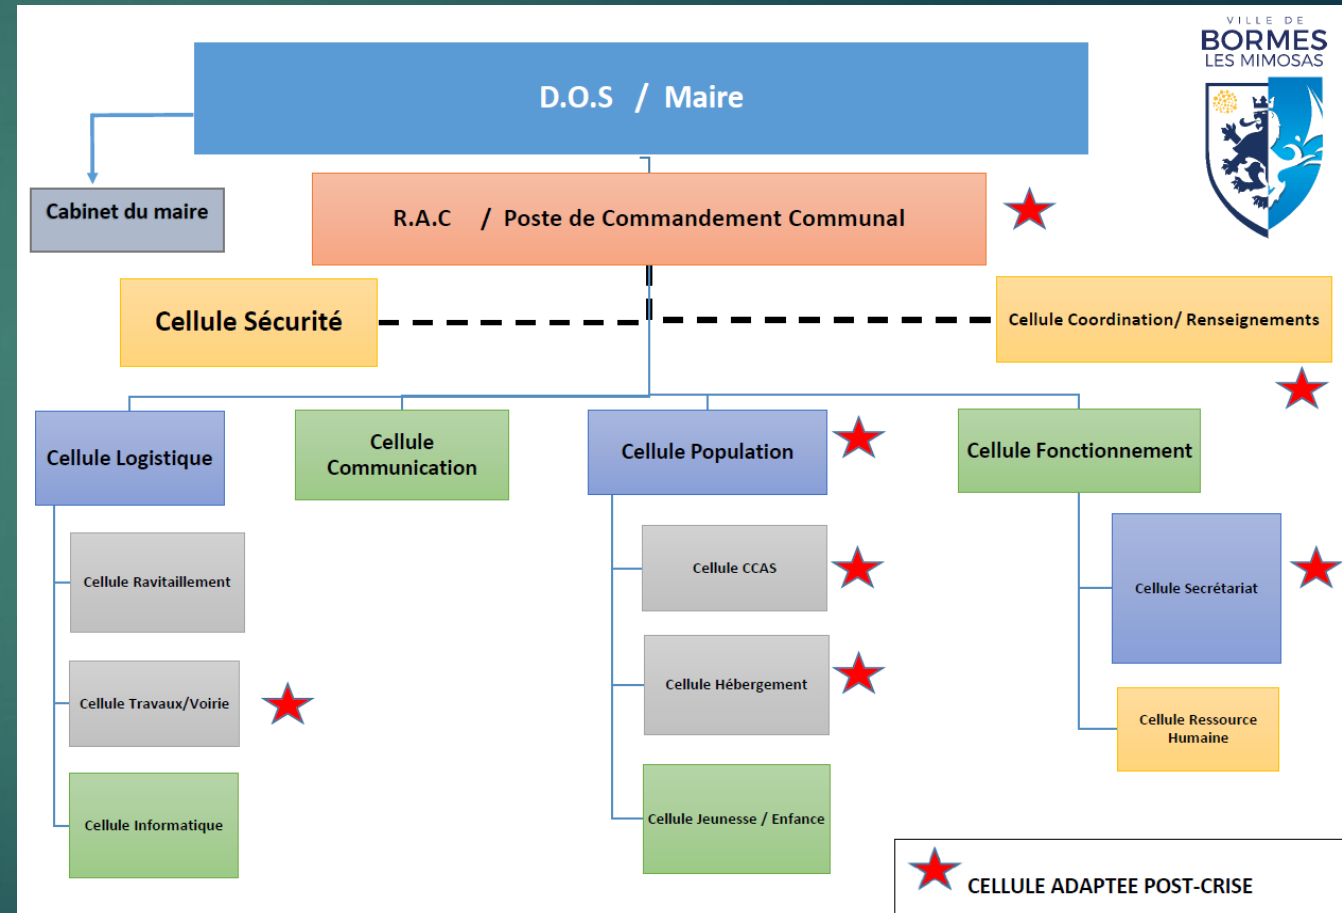 VILLE DE
BORMES
LES MIMOSAS
D.O.S / Maire
Cabinet du maire
R.A.C / Poste de Commandement Communal
Cellule Sécurité
Cellule Coordination/ Renseignements
Cellule Logistique
Cellule
Communication
Cellule Population
Cellule Fonctionnement
Cellule Ravitaillement
Cellule CCAS
Cellule Secrétariat
Cellule Travaux/Voirie
Cellule Hébergement
Cellule Ressource
Humaine
Cellule Informatique
Cellule Jeunesse / Enfance
CELLULE ADAPTEE POST-CRISE